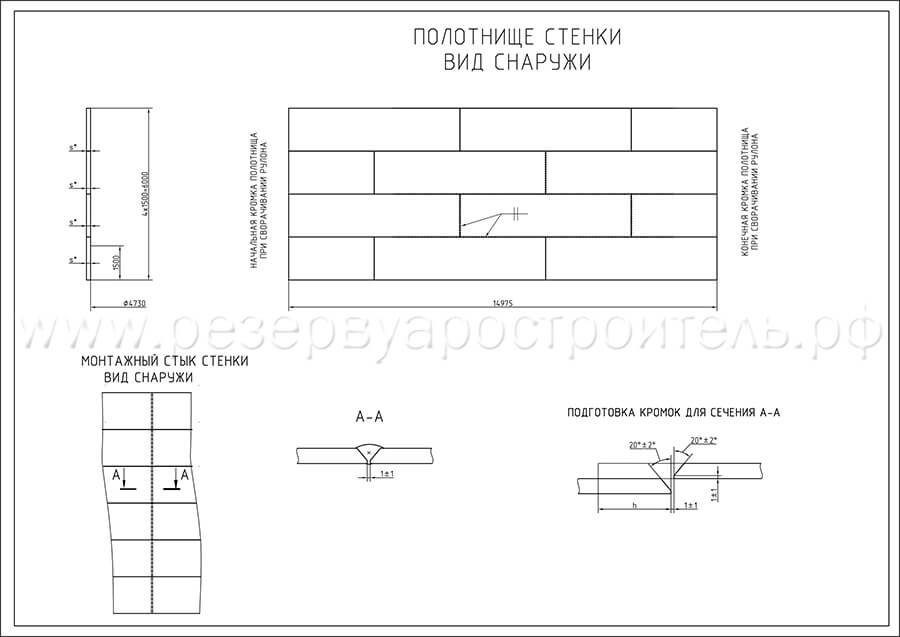 ПОЛОТНИЩЕ СТЕНКИ
ВИД СНАРУЖИ
s*
s*
s*
s*
1500
4x1500=6000
Ø4730
НАЧАЛЬНАЯ КРОМКА ПОЛОТНИЩА
ПРИ СВОРАЧИВАНИИ РУЛОНА
14975
КОНЕЧНАЯ КРОМКА ПОЛОТНИЩА
ПРИ СВОРАЧИВАНИИ РУЛОНА
www.резервуаростроитель.рф
МОНТАЖНЫЙ СТЫК СТЕНКИ
ВИД СНАРУЖИ
А
А
А-А
1±1
ПОДГОТОВКА КРОМОК ДЛЯ СЕЧЕНИЯ А-А
20°±2°
20°±2°
h
1±1
1±1